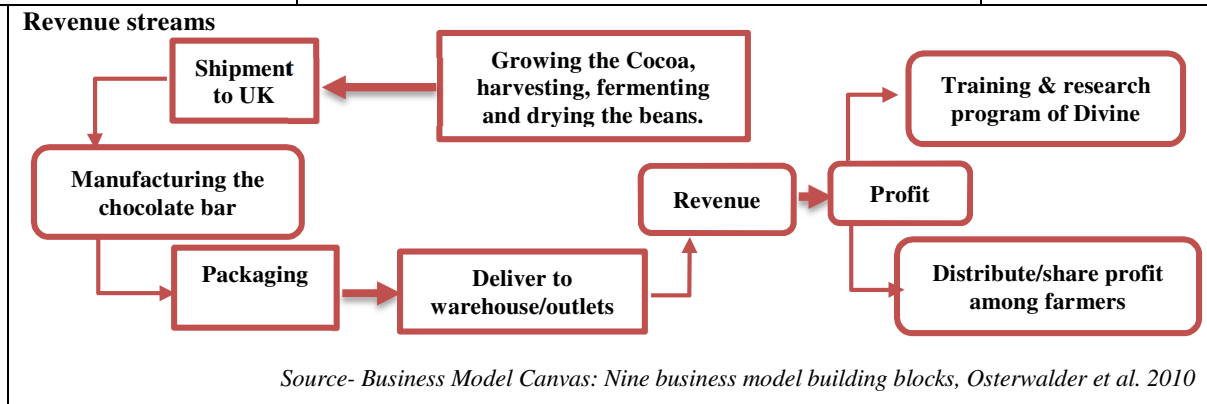 Revenue streams
Growing the Cocoa,
harvesting, fermenting
and drying the beans.
Shipment
to UK
Manufacturing the
chocolate bar
Packaging
Deliver to
warehouse/outlets
Revenue
Profit
Training & research
program of Divine
Distribute/share profit
among farmers
Source- Business Model Canvas: Nine business model building blocks, Osterwalder et al. 2010